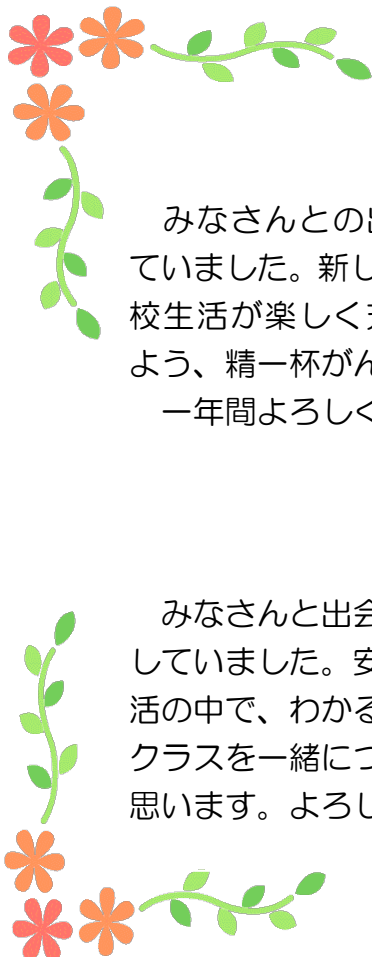 みなさんとの
ていました。新し
校生活が楽しく
よう、精一杯が
一年間よろしく
みなさんと出会
していました。安
活の中で、わかる
クラスを一緒につ
思います。よろし